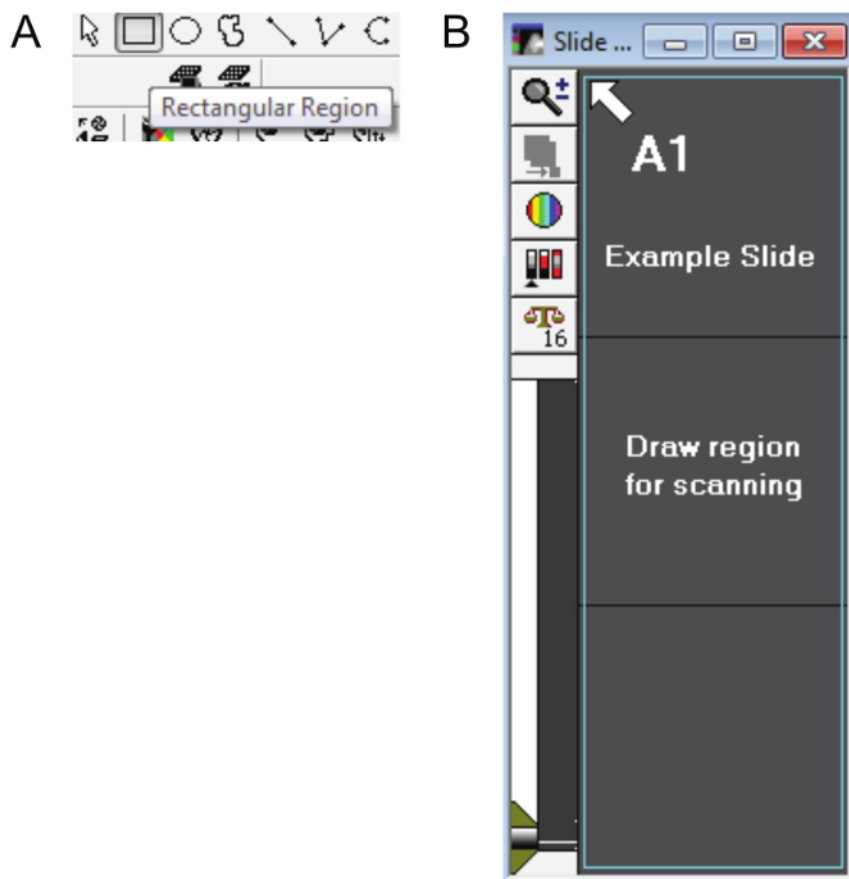 A
Rectangular Region
B
Slide ...
A1
Example Slide
16
Draw region
for scanning